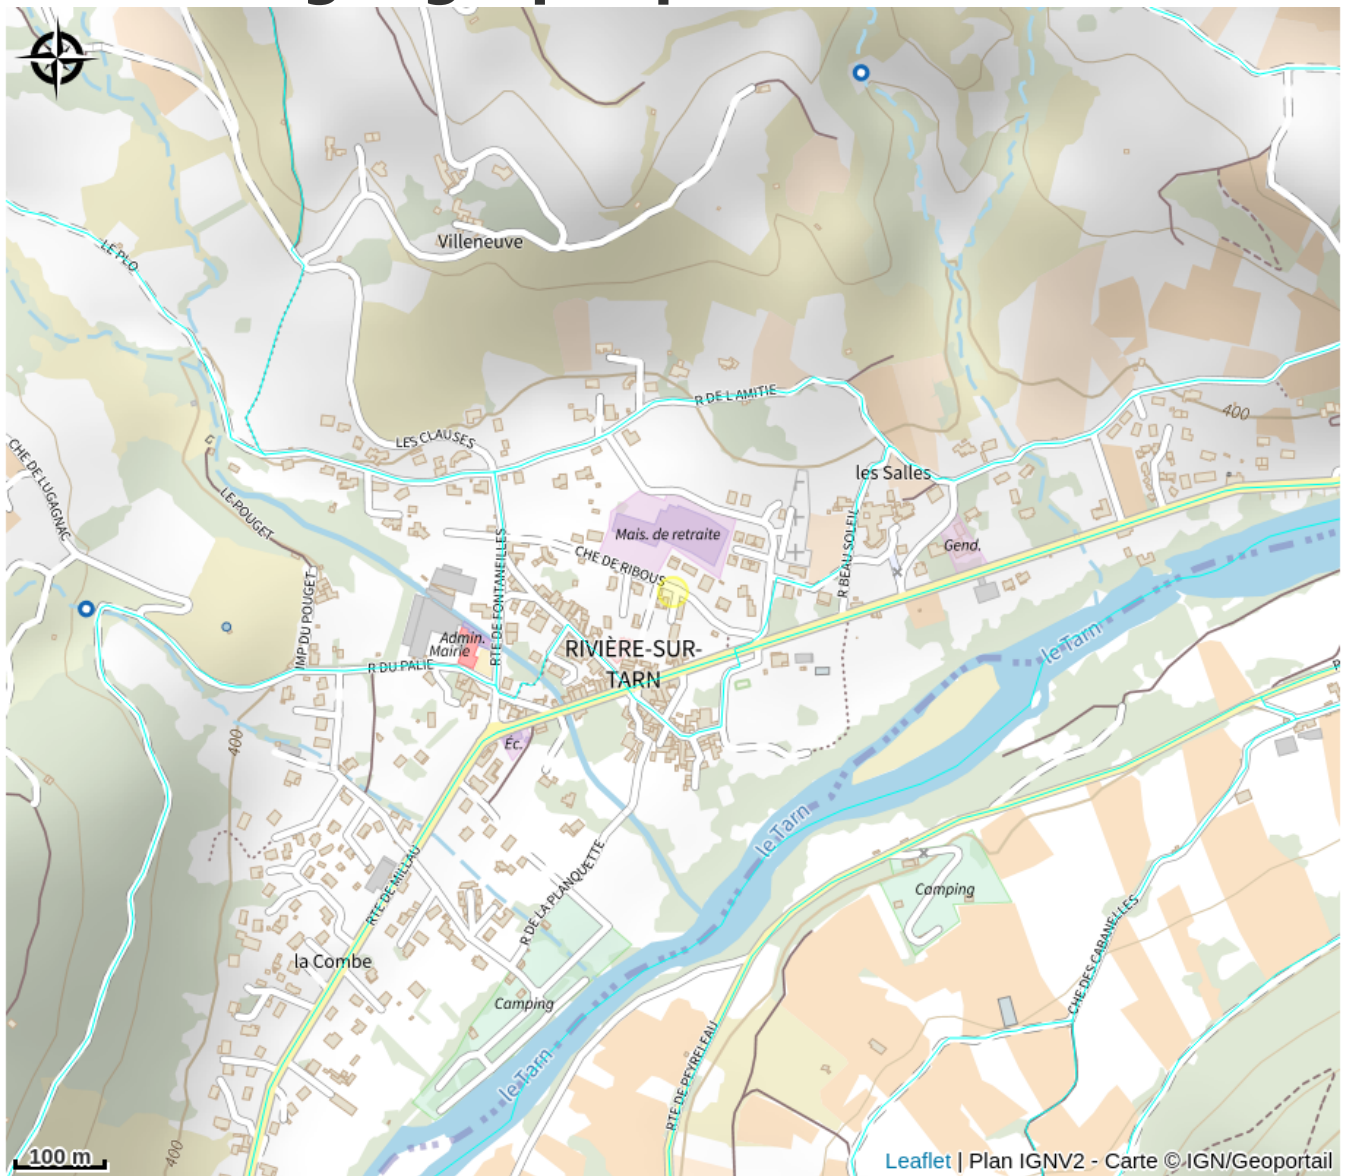 Villeneuve
LE PLO
R DE L AMITIE
400
LES CLAUSES
CHE DE LUGAGNAC
les Salles
LE POUGET
Mais. de retraite
Gend.
CHE DE RIBOUS
R BEAU SOLEIL
RTE DE FONTANELLES
IMP DU POUGET
Admin.
Mairie
RIVIÈRE-SUR-
TARN
le Tarn
R DU PALIE
400
Éc.
le Tarn
RTE DE MILLAU
R DE LA PLANQUETTE
Camping
CHE DES CABANELLES
la Combe
Camping
le Tarn
RTE DE PEYRELEAU
400
100 m
Leaflet | Plan IGNV2 - Carte © IGN/Geoportail